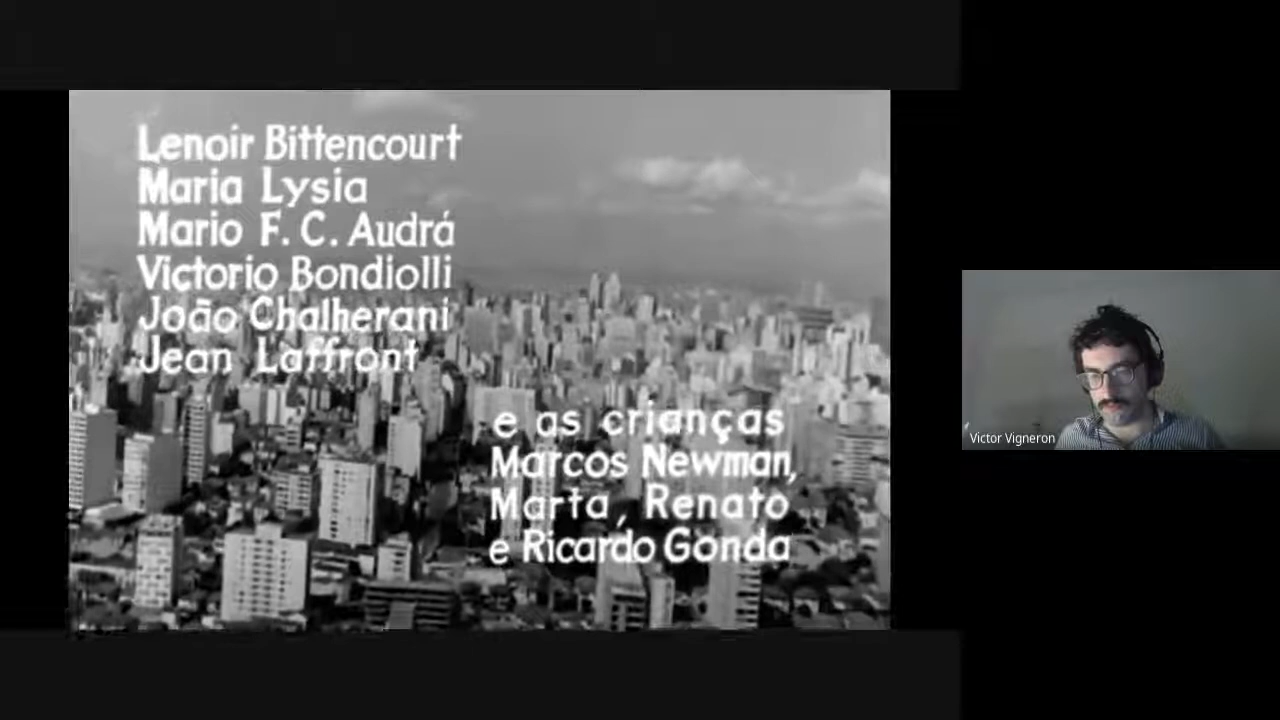 Lenoir Bittencourt
Maria Lysia
Mario F. C. Audrá
Victorio Bondiolli
João Chalherani
Jean Laffront
e as crianças
Marcos Newman,
Marta, Renato
e Ricardo Gonda
Victor Vigneron